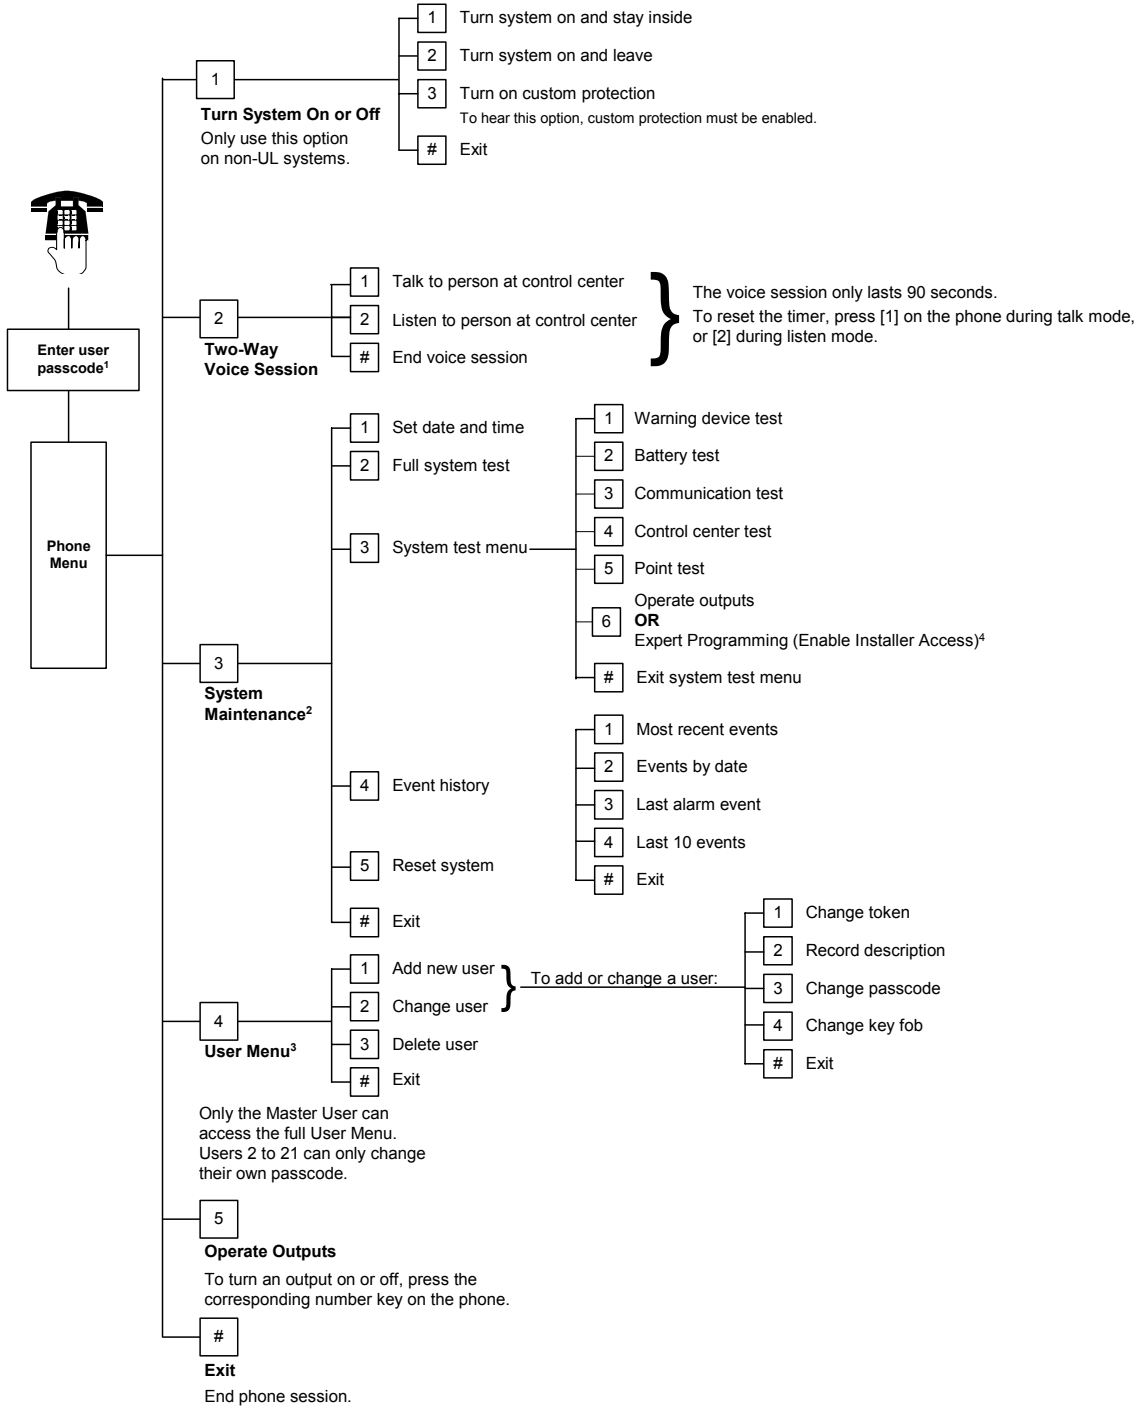 1 Turn system on and stay inside
2 Turn system on and leave
3 Turn on custom protection
To hear this option, custom protection must be enabled.
# Exit
1
Turn System On or Off
Only use this option
on non-UL systems.
Enter user
passcode¹
Phone
Menu
2
Two-Way
Voice Session
1 Talk to person at control center
2 Listen to person at control center
# End voice session
}
The voice session only lasts 90 seconds.
To reset the timer, press [1] on the phone during talk mode,
or [2] during listen mode.
3
System
Maintenance²
1 Set date and time
2 Full system test
3 System test menu
1 Warning device test
2 Battery test
3 Communication test
4 Control center test
5 Point test
6 Operate outputs
OR
Expert Programming (Enable Installer Access)⁴
# Exit system test menu
4 Event history
1 Most recent events
2 Events by date
3 Last alarm event
4 Last 10 events
# Exit
5 Reset system
# Exit
4
User Menu³
1 Add new user
2 Change user
}
To add or change a user:
1 Change token
2 Record description
3 Change passcode
4 Change key fob
# Exit
3 Delete user
# Exit
Only the Master User can
access the full User Menu.
Users 2 to 21 can only change
their own passcode.
5
Operate Outputs
To turn an output on or off, press the
corresponding number key on the phone.
#
Exit
End phone session.